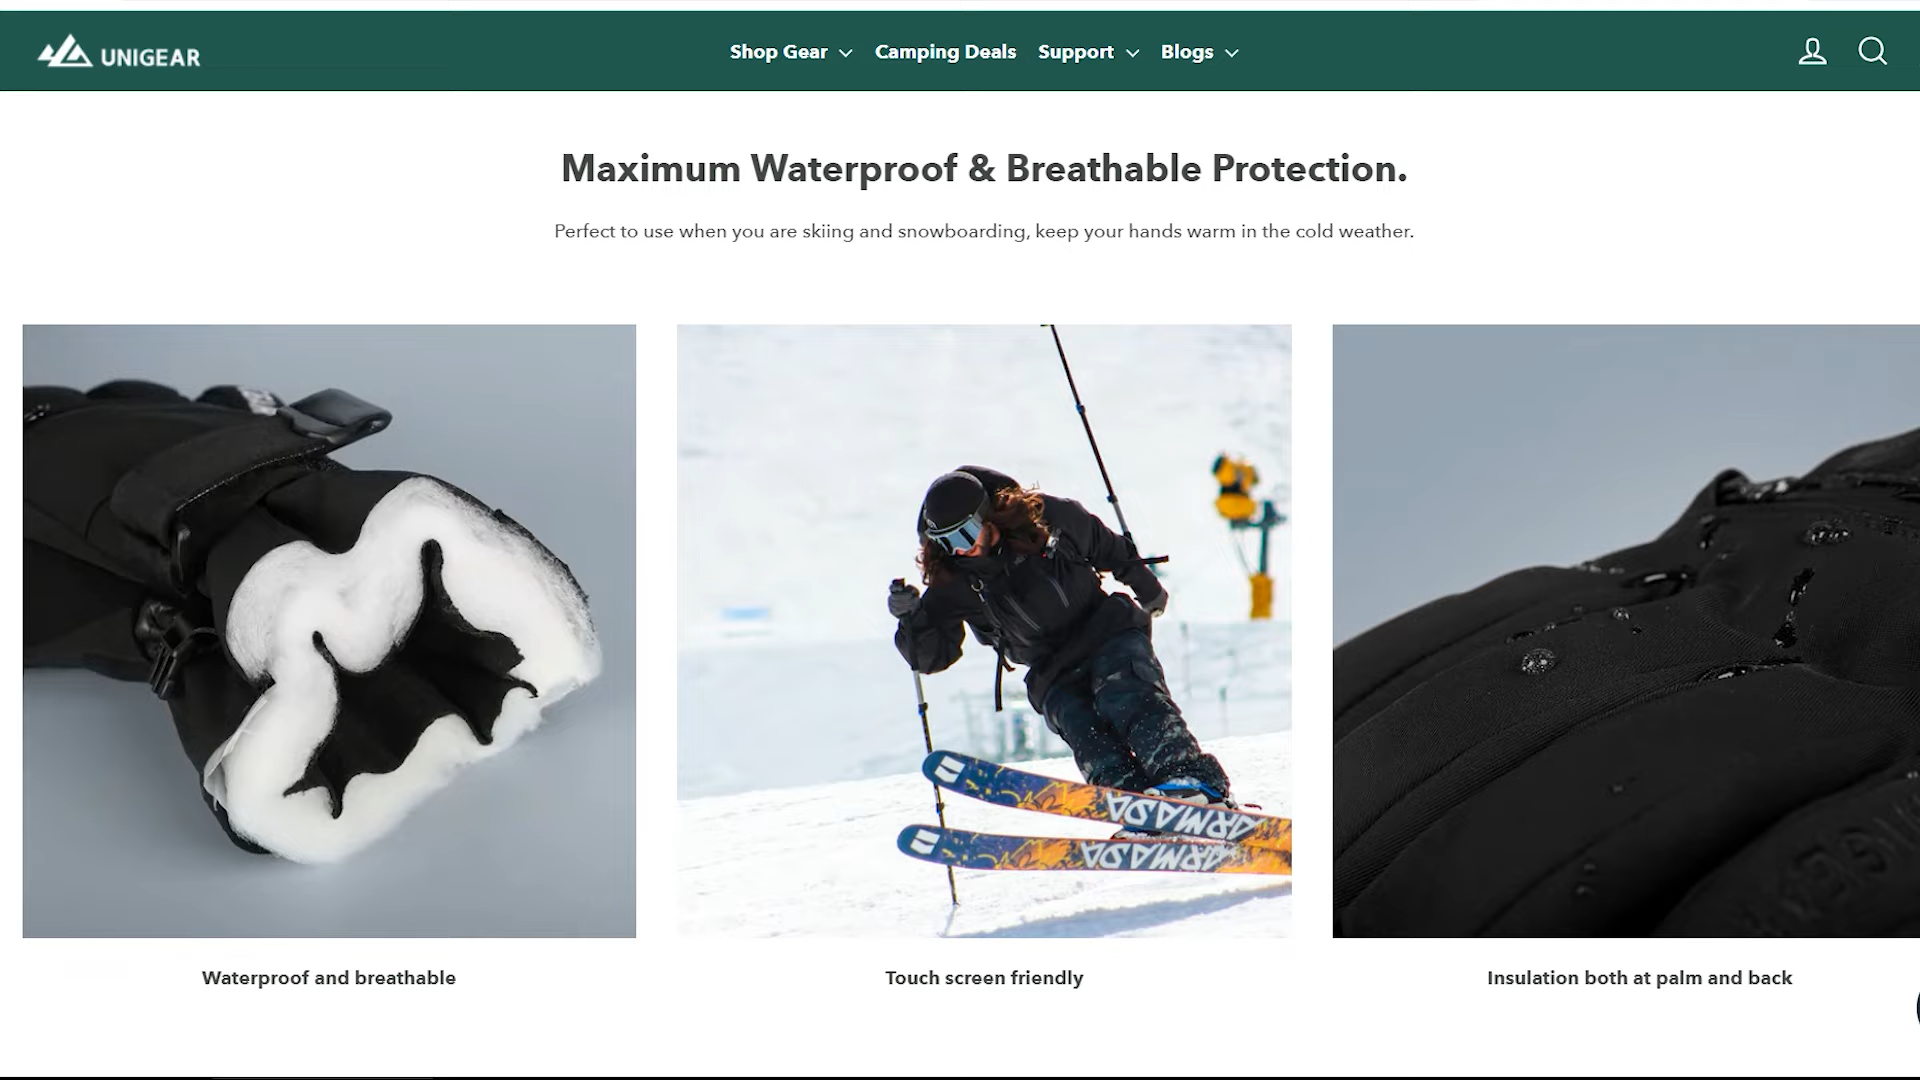 UNIGEAR
Shop Gear
Camping Deals
Support
Blogs
Maximum Waterproof & Breathable Protection.
Perfect to use when you are skiing and snowboarding, keep your hands warm in the cold weather.
ARMADA
ARMADA
Waterproof and breathable
Touch screen friendly
Insulation both at palm and back